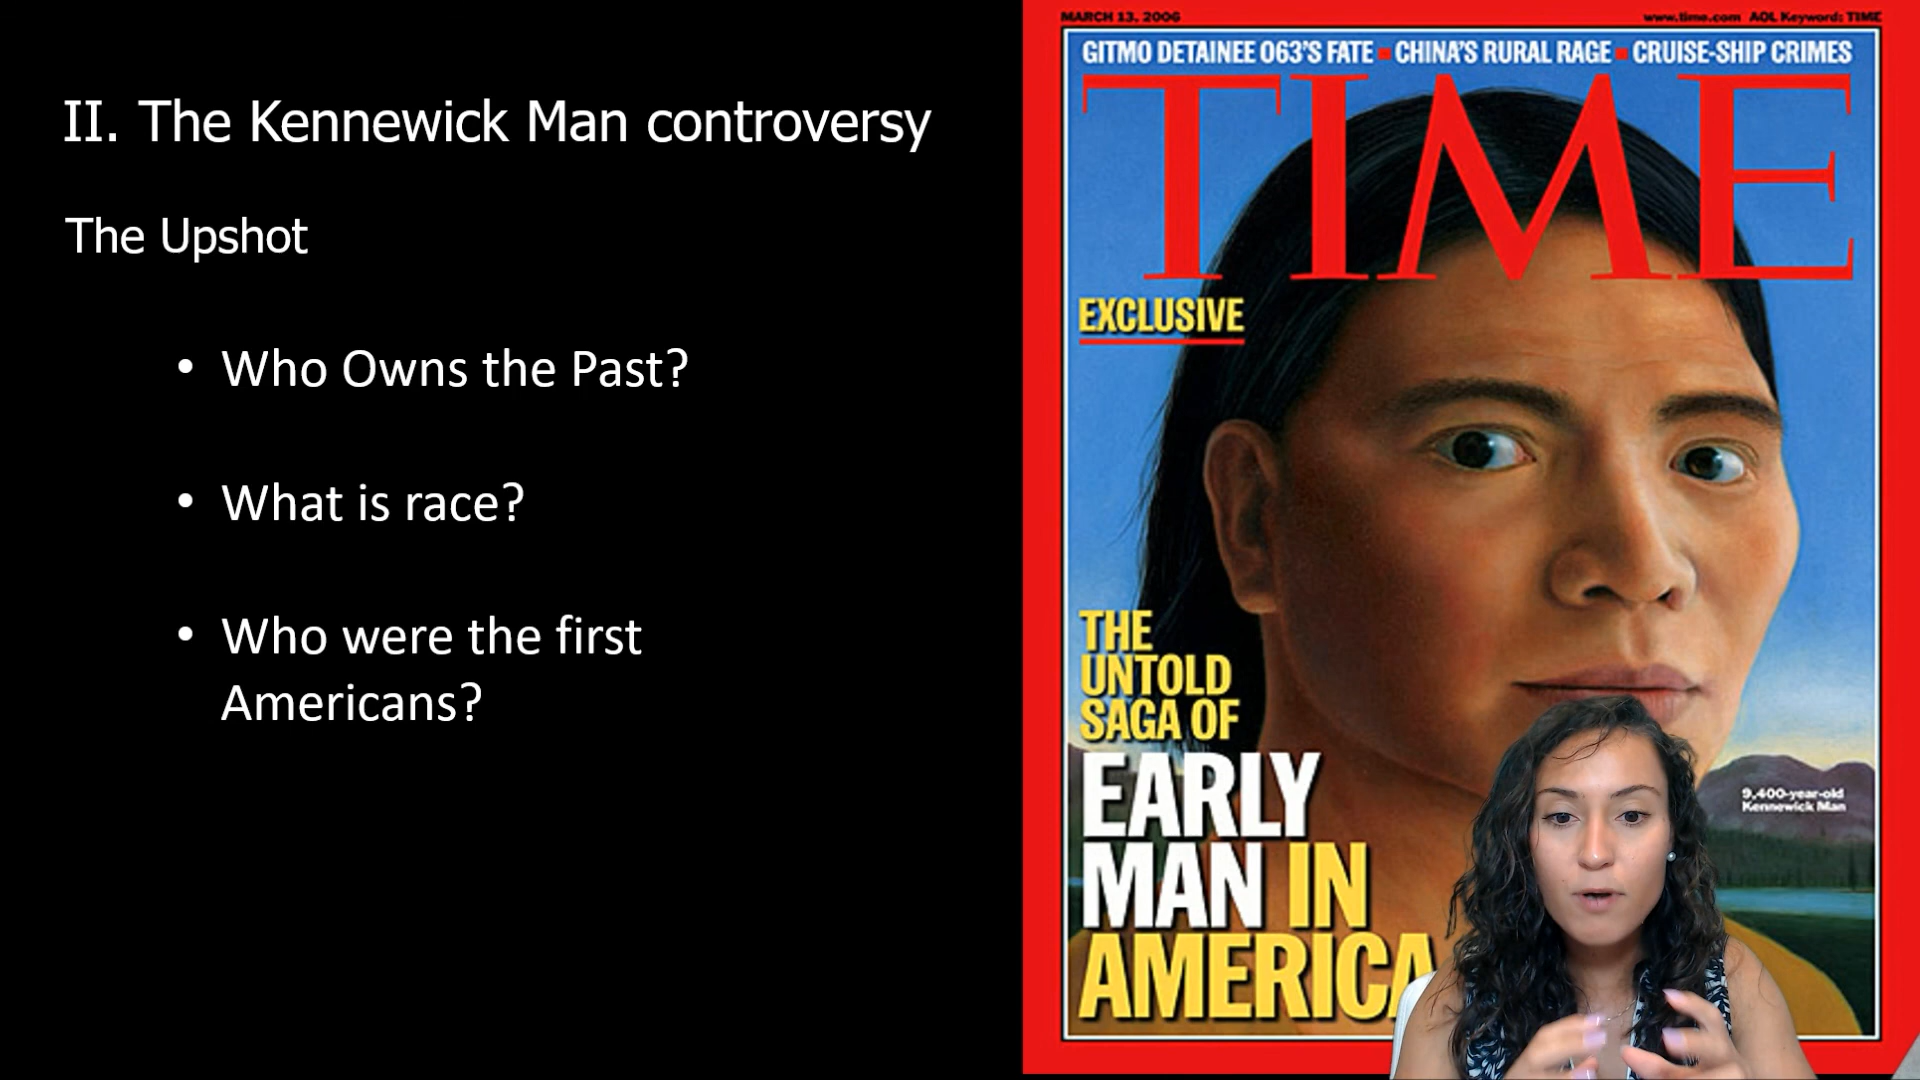 II. The Kennewick Man controversy
The Upshot
• Who Owns the Past?
• What is race?
• Who were the first
Americans?
MARCH 13, 2006
www.time.com AOL Keyword: TIME
GITMO DETAINEE 063'S FATE ▪ CHINA'S RURAL RAGE ▪ CRUISE-SHIP CRIMES
TIME
EXCLUSIVE
THE
UNTOLD
SAGA OF
EARLY
MAN IN
AMERICA
9,400-year-old
Kennewick Man